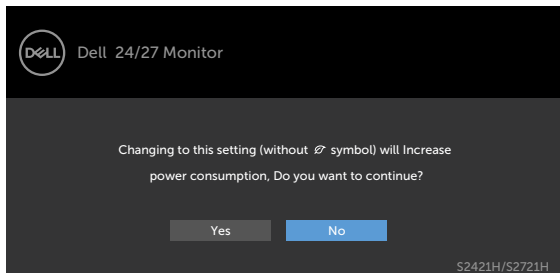 DELL
Dell 24/27 Monitor
Changing to this setting (without symbol) will Increase
power consumption, Do you want to continue?
Yes
No
S2421H/S2721H